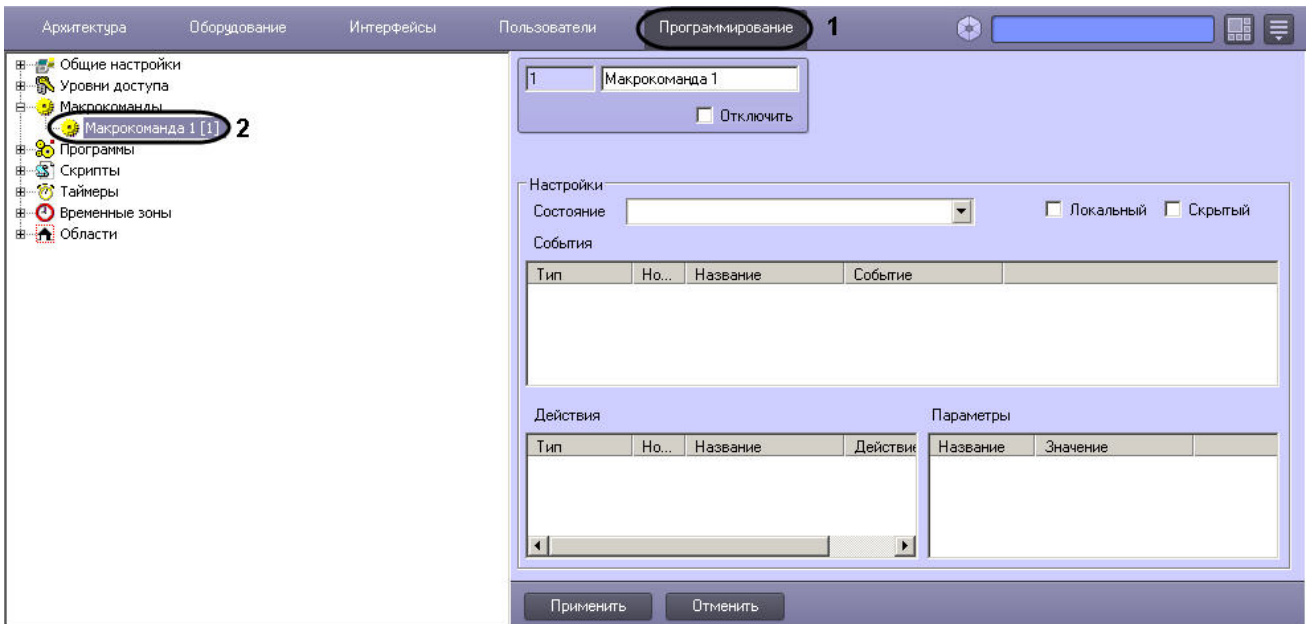 Архитектура Оборудование Интерфейсы Пользователи Программирование 1
Общие настройки
Уровни доступа
Макрокоманды
Макрокоманда 1 [1] 2
Программы
Скрипты
Таймеры
Временные зоны
Области
1 Макрокоманда 1
Отключить
Настройки
Состояние Локальный Скрытый
События
Тип Но... Название Событие
Действия Параметры
Тип Но... Название Действие Название Значение
Применить Отменить